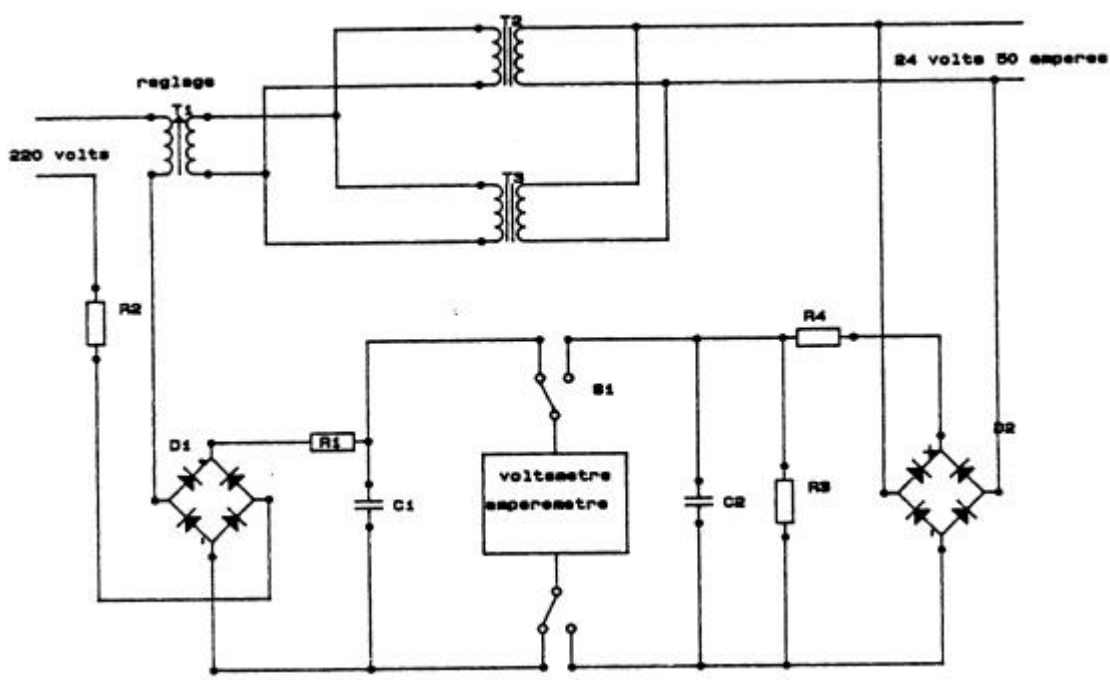 T2
24 volts 50 amperes
reglage
T1
220 volts
T3
R2
R4
S1
D1
R1
D2
voltsmetre
amperemetre
C1
C2
R3